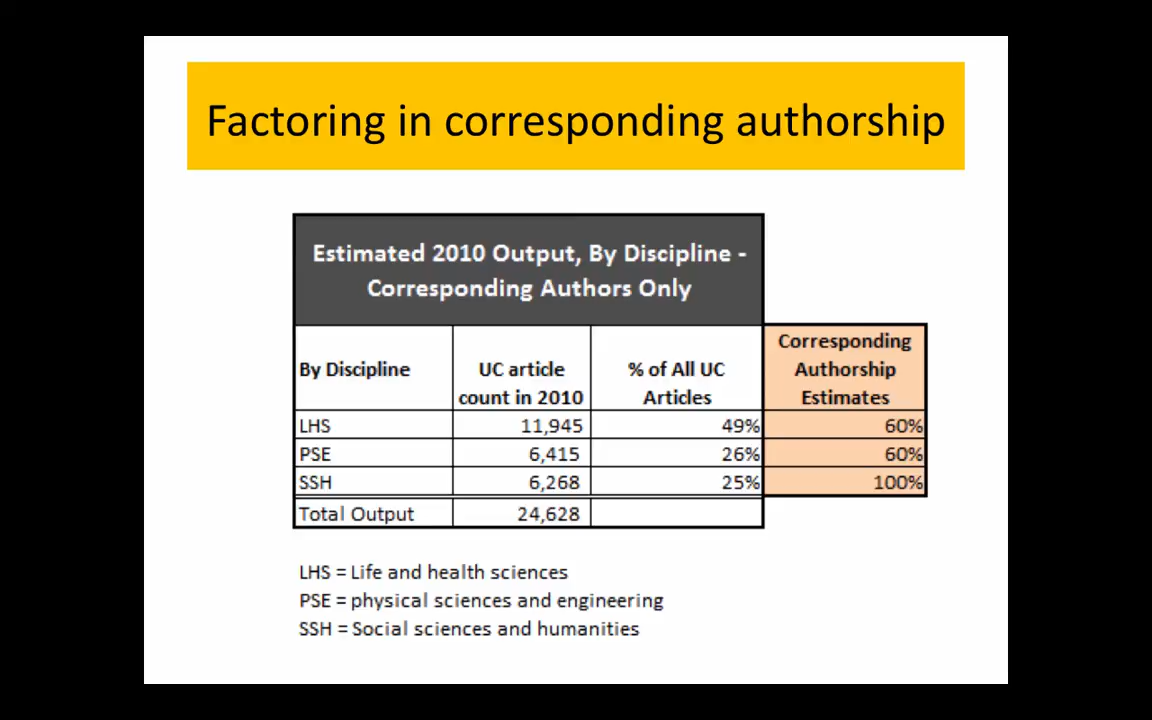 Factoring in corresponding authorship
Estimated 2010 Output, By Discipline -
Corresponding Authors Only
By Discipline UC article count in 2010 % of All UC Articles Corresponding Authorship Estimates
LHS 11,945 49% 60%
PSE 6,415 26% 60%
SSH 6,268 25% 100%
Total Output 24,628
LHS = Life and health sciences
PSE = physical sciences and engineering
SSH = Social sciences and humanities